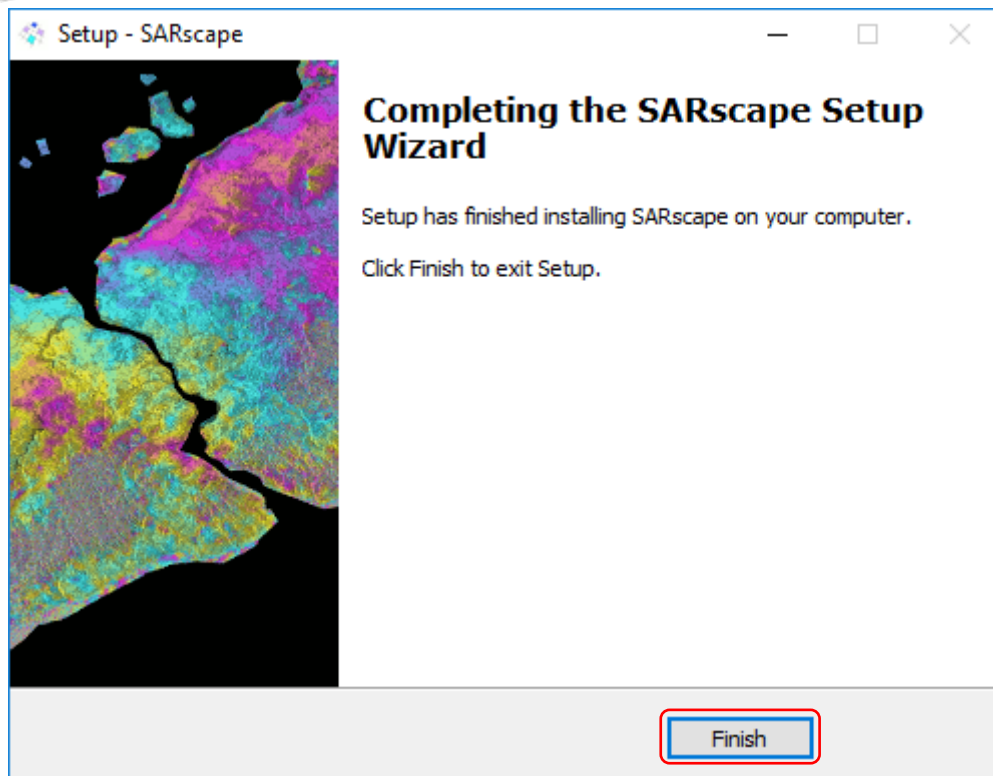 Setup - SARscape
Completing the SARscape Setup
Wizard
Setup has finished installing SARscape on your computer.
Click Finish to exit Setup.
Finish